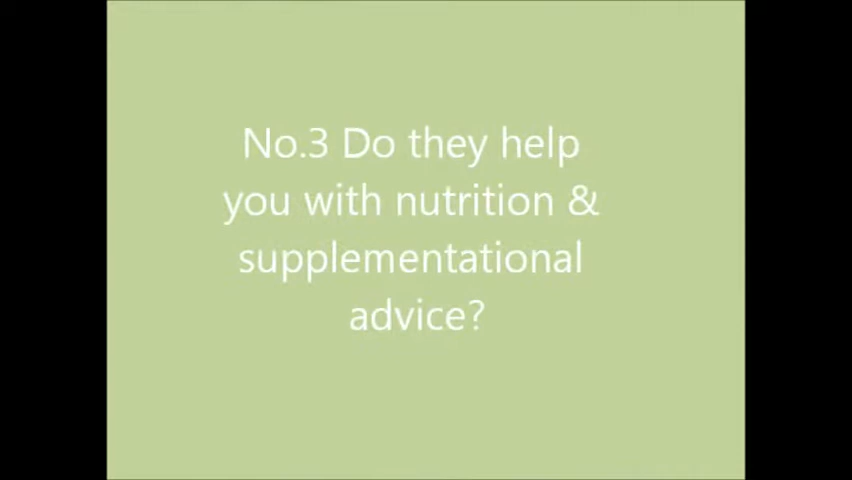 No.3 Do they help
you with nutrition &
supplementational
advice?